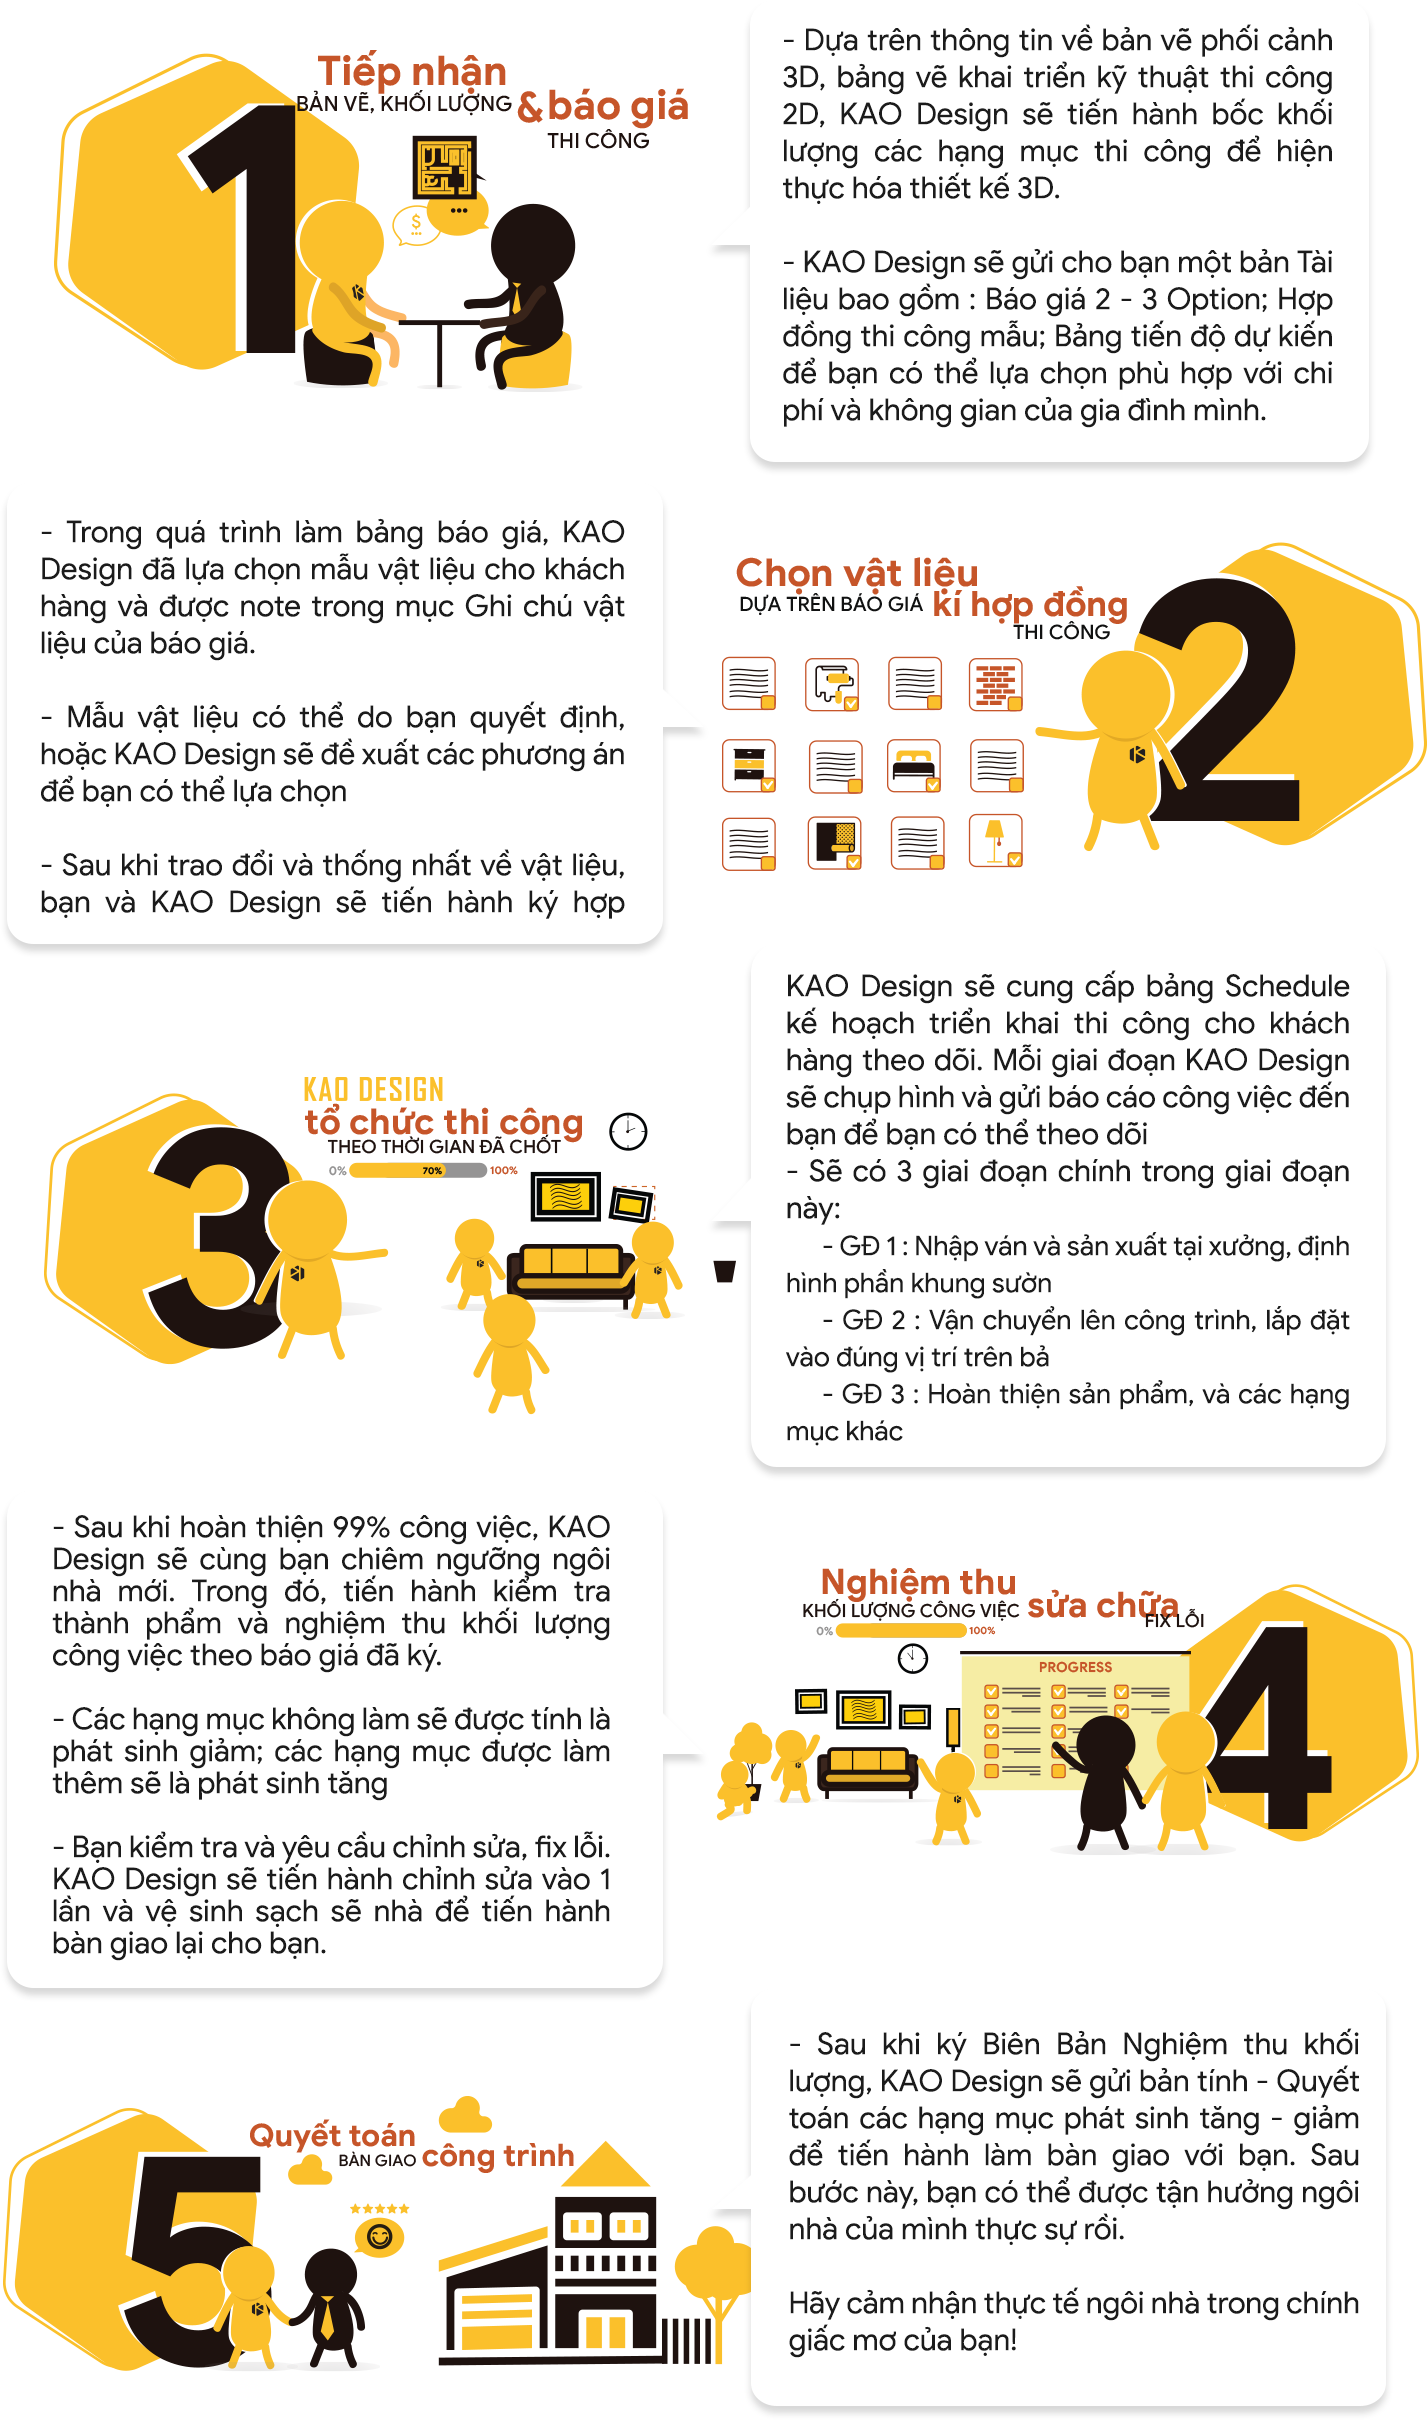 1
Tiếp nhận
BẢN VẼ, KHỐI LƯỢNG
& báo giá
THI CÔNG
$
- Dựa trên thông tin về bản vẽ phối cảnh
3D, bảng vẽ khai triển kỹ thuật thi công
2D, KAO Design sẽ tiến hành bốc khối
lượng các hạng mục thi công để hiện
thực hóa thiết kế 3D.
- KAO Design sẽ gửi cho bạn một bản Tài
liệu bao gồm : Báo giá 2 - 3 Option; Hợp
đồng thi công mẫu; Bảng tiến độ dự kiến
để bạn có thể lựa chọn phù hợp với chi
phí và không gian của gia đình mình.
2
Chọn vật liệu
DỰA TRÊN BÁO GIÁ
kí hợp đồng
THI CÔNG
- Trong quá trình làm bảng báo giá, KAO
Design đã lựa chọn mẫu vật liệu cho khách
hàng và được note trong mục Ghi chú vật
liệu của báo giá.
- Mẫu vật liệu có thể do bạn quyết định,
hoặc KAO Design sẽ đề xuất các phương án
để bạn có thể lựa chọn
- Sau khi trao đổi và thống nhất về vật liệu,
bạn và KAO Design sẽ tiến hành ký hợp
3
KAO DESIGN
tổ chức thi công
THEO THỜI GIAN ĐÃ CHỐT
0% 70% 100%
KAO Design sẽ cung cấp bảng Schedule
kế hoạch triển khai thi công cho khách
hàng theo dõi. Mỗi giai đoạn KAO Design
sẽ chụp hình và gửi báo cáo công việc đến
bạn để bạn có thể theo dõi
- Sẽ có 3 giai đoạn chính trong giai đoạn
này:
- GĐ 1 : Nhập ván và sản xuất tại xưởng, định
hình phần khung sườn
- GĐ 2 : Vận chuyển lên công trình, lắp đặt
vào đúng vị trí trên bả
- GĐ 3 : Hoàn thiện sản phẩm, và các hạng
mục khác
4
Nghiệm thu
KHỐI LƯỢNG CÔNG VIỆC
sửa chữa
FIX LỖI
0% 100%
PROGRESS
- Sau khi hoàn thiện 99% công việc, KAO
Design sẽ cùng bạn chiêm ngưỡng ngôi
nhà mới. Trong đó, tiến hành kiểm tra
thành phẩm và nghiệm thu khối lượng
công việc theo báo giá đã ký.
- Các hạng mục không làm sẽ được tính là
phát sinh giảm; các hạng mục được làm
thêm sẽ là phát sinh tăng
- Bạn kiểm tra và yêu cầu chỉnh sửa, fix lỗi.
KAO Design sẽ tiến hành chỉnh sửa vào 1
lần và vệ sinh sạch sẽ nhà để tiến hành
bàn giao lại cho bạn.
5
Quyết toán
BÀN GIAO
công trình
- Sau khi ký Biên Bản Nghiệm thu khối
lượng, KAO Design sẽ gửi bản tính - Quyết
toán các hạng mục phát sinh tăng - giảm
để tiến hành làm bàn giao với bạn. Sau
bước này, bạn có thể được tận hưởng ngôi
nhà của mình thực sự rồi.
Hãy cảm nhận thực tế ngôi nhà trong chính
giấc mơ của bạn!